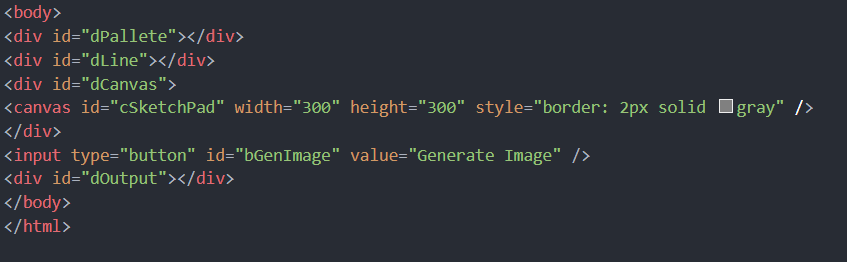 <body>
<div id="dPallete"></div>
<div id="dLine"></div>
<div id="dCanvas">
<canvas id="cSketchPad" width="300" height="300" style="border: 2px solid gray" />
</div>
<input type="button" id="bGenImage" value="Generate Image" />
<div id="dOutput"></div>
</body>
</html>